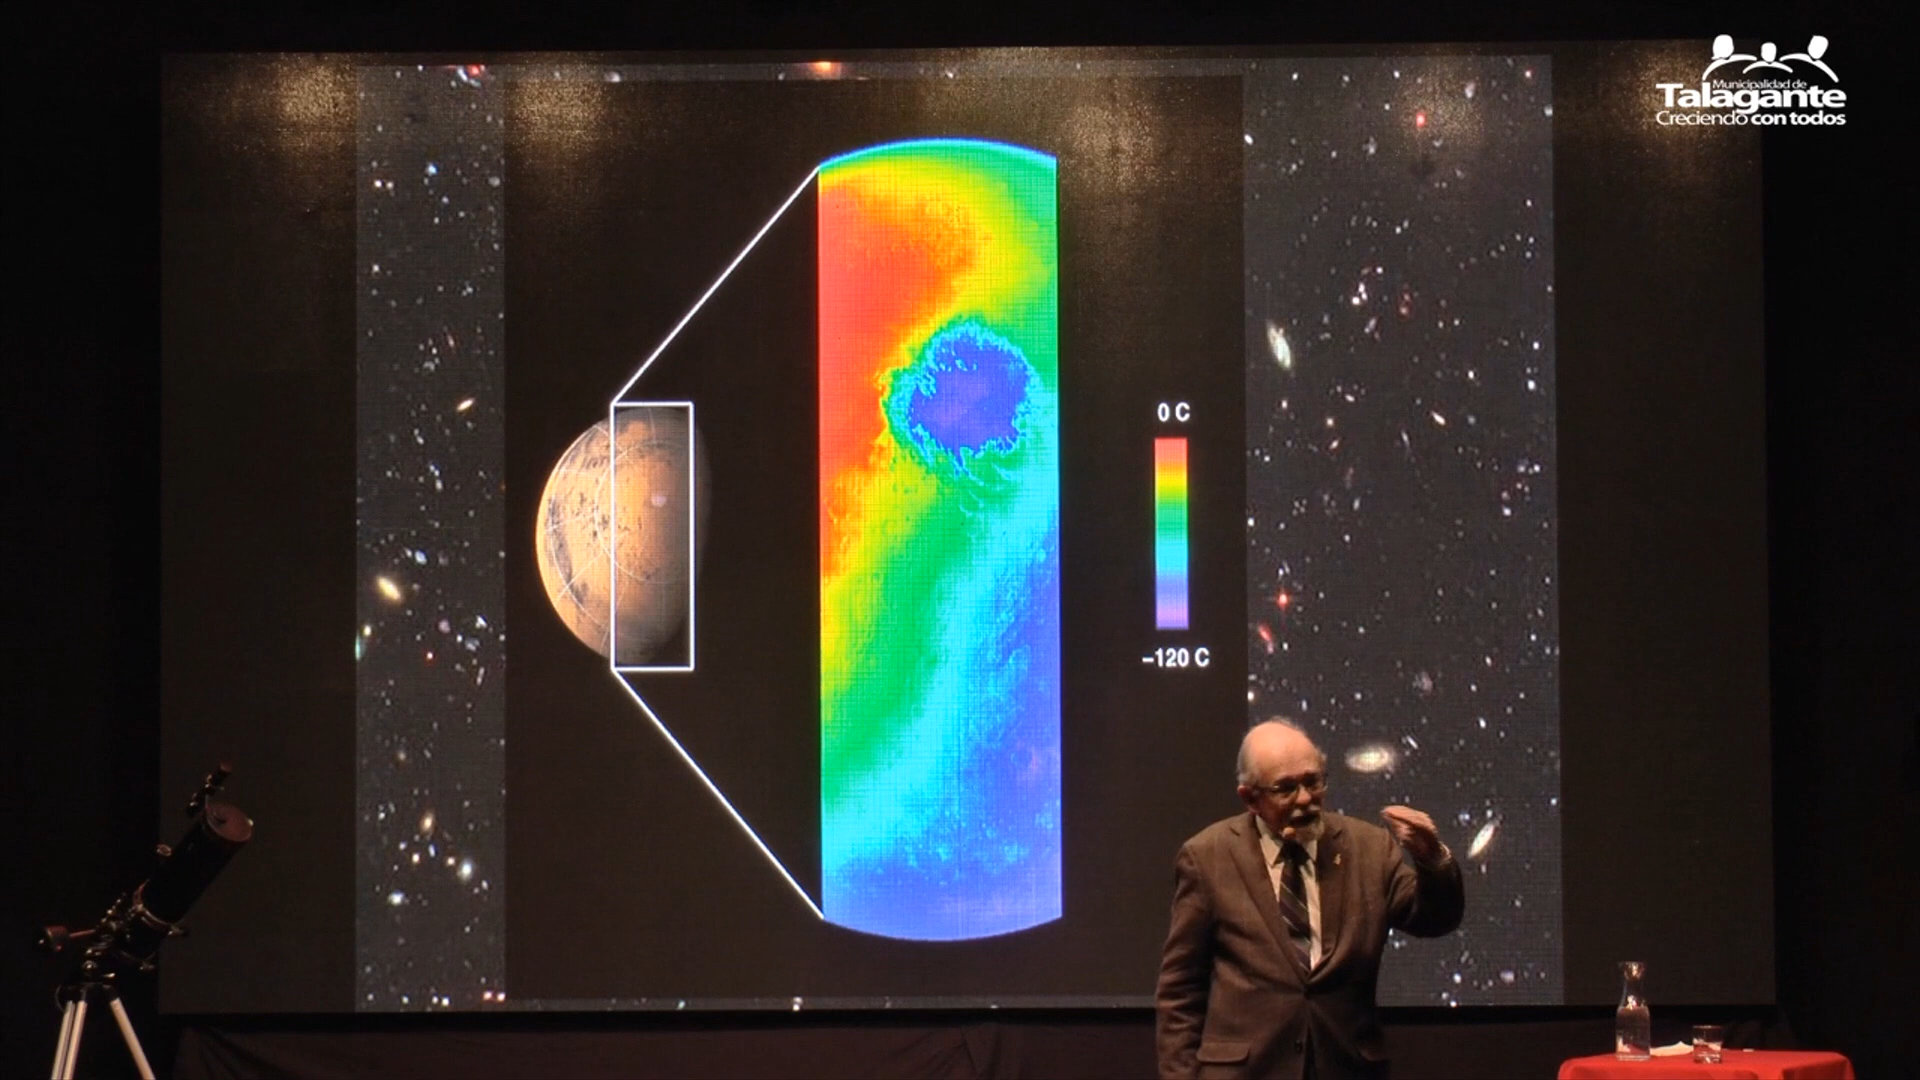 Municipalidad de
Talagante
Creciendo con todos
0 C
−120 C